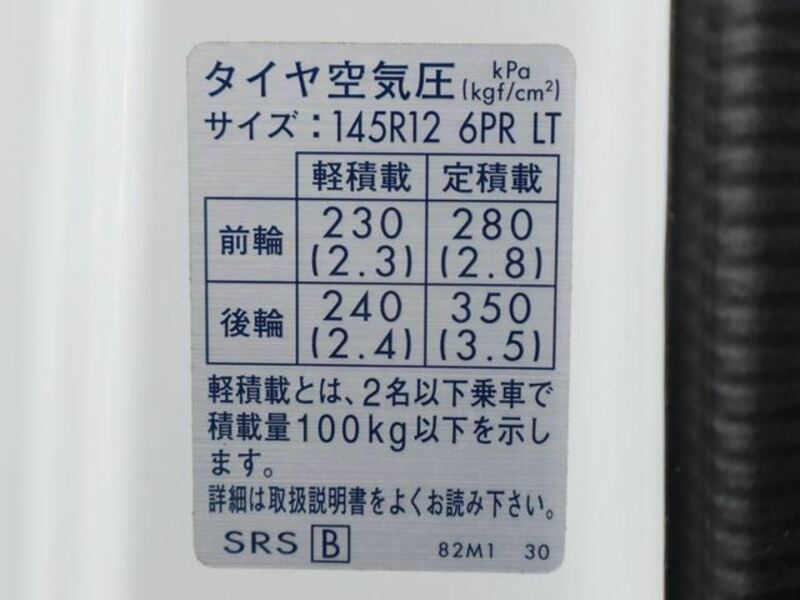 タイヤ空気圧 kPa (kgf/cm²)
サイズ：145R12 6PR LT
軽積載 定積載
前輪 230 (2.3) 280 (2.8)
後輪 240 (2.4) 350 (3.5)
軽積載とは、2名以下乗車で
積載量100kg以下を示し
ます。
詳細は取扱説明書をよくお読み下さい。
SRS B 82M1 30